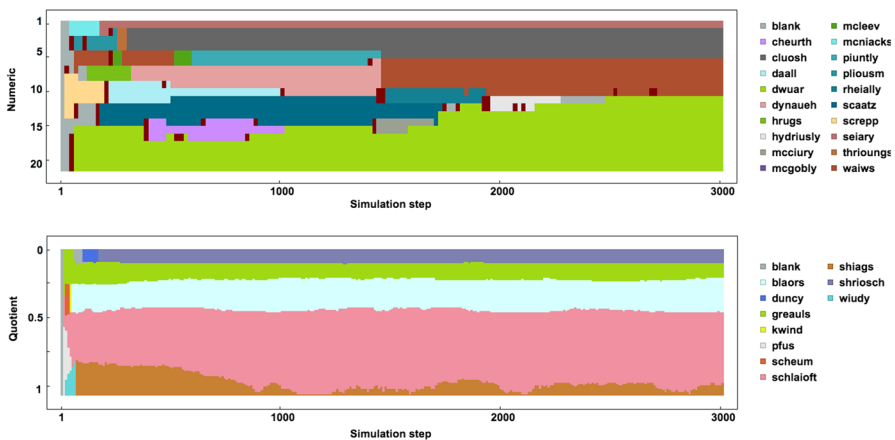 1
5
10
15
20
Numeric
1
1000
2000
3000
Simulation step
blank
cheurth
cluosh
daall
dwuar
dynaueh
hrugs
hydriusly
mcciury
mcgobly
mcleev
mcniacks
piuntly
pliousm
rheially
scaatz
screpp
seiary
thrioungs
waiws
0
0.5
1
Quotient
1
1000
2000
3000
Simulation step
blank
blaors
duncy
greauls
kwind
pfus
scheum
schlaioft
shiags
shriosch
wiudy